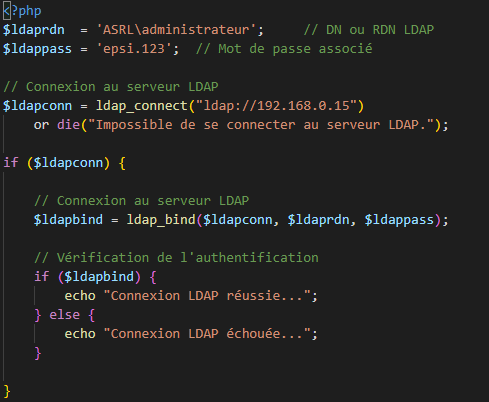 <?php
$ldaprdn  = 'ASRL\administrateur';     // DN ou RDN LDAP
$ldappass = 'epsi.123';  // Mot de passe associé
// Connexion au serveur LDAP
$ldapconn = ldap_connect("ldap://192.168.0.15")
    or die("Impossible de se connecter au serveur LDAP.");
if ($ldapconn) {
    // Connexion au serveur LDAP
    $ldapbind = ldap_bind($ldapconn, $ldaprdn, $ldappass);
    // Vérification de l'authentification
    if ($ldapbind) {
        echo "Connexion LDAP réussie...";
    } else {
        echo "Connexion LDAP échouée...";
    }
}